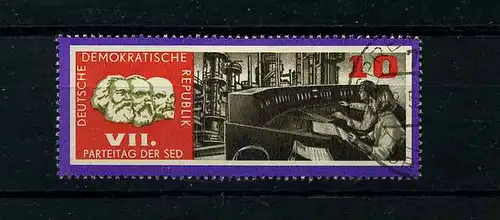 DEUTSCHE
DEMOKRATISCHE
REPUBLIK
VII.
PARTEITAG DER SED
10